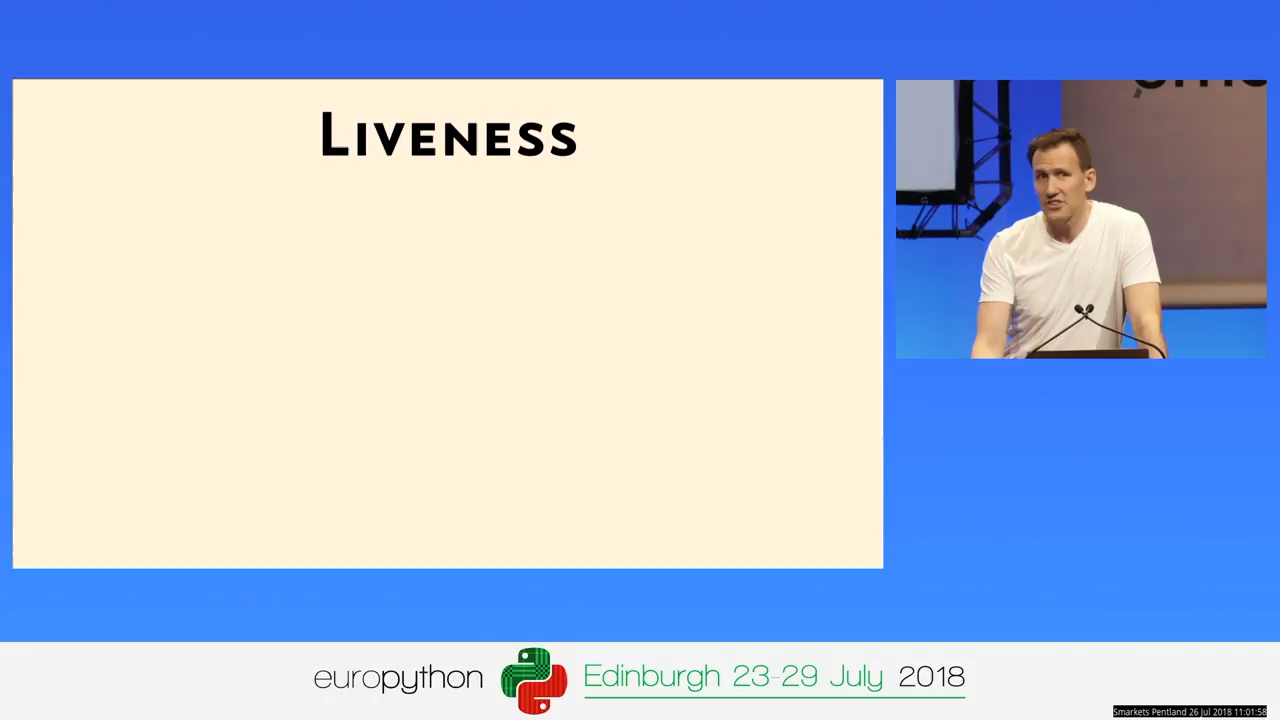 Liveness
europython Edinburgh 23-29 July 2018
Smarkets Pentland 26 Jul 2018 11:01:58